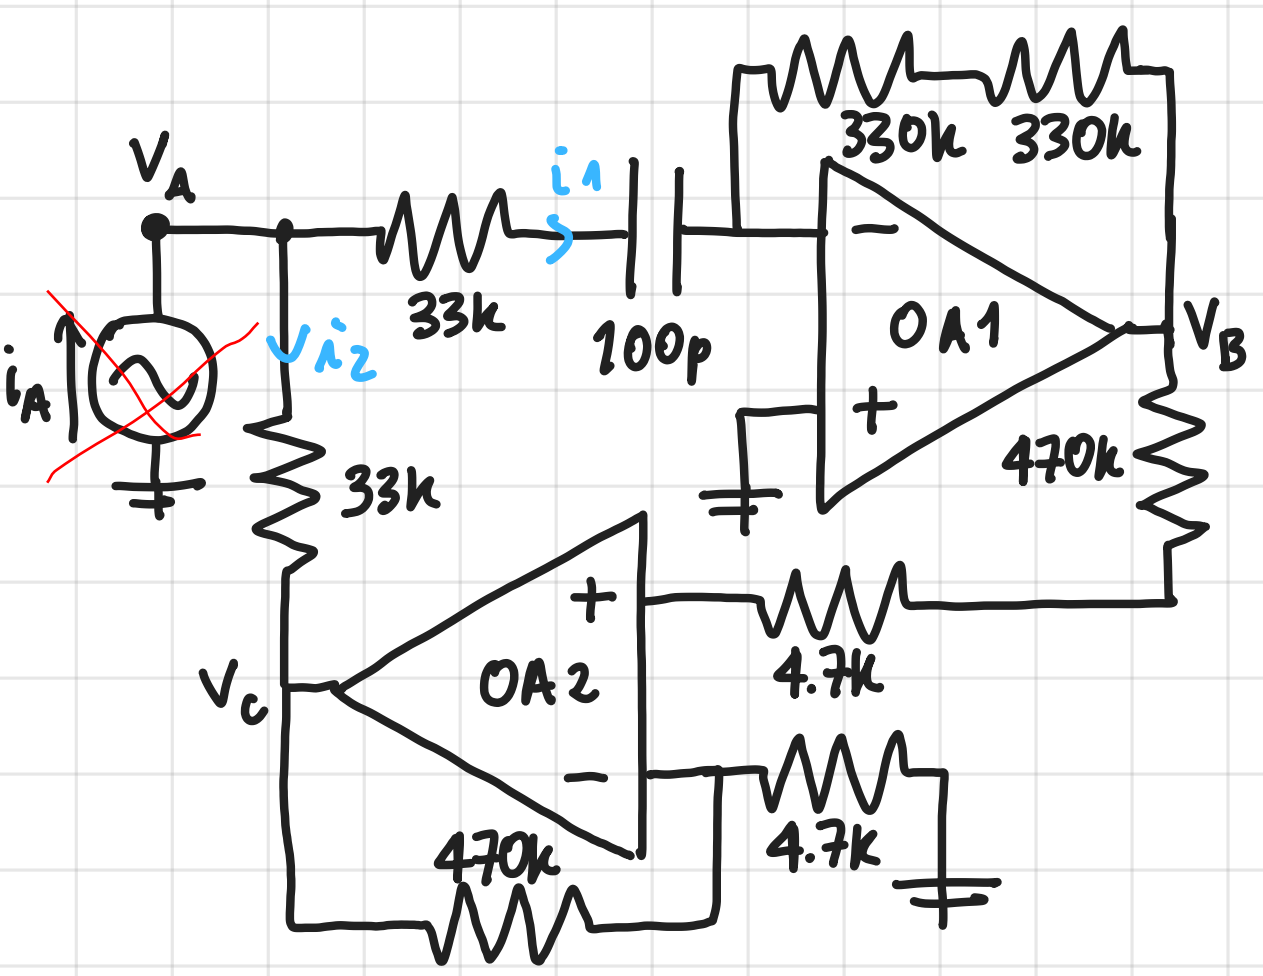 330k 330k
VA
i1
33k
100p
-
OA1
+
VB
iA
i2
33k
470k
+
OA2
4.7k
VC
-
4.7k
470k